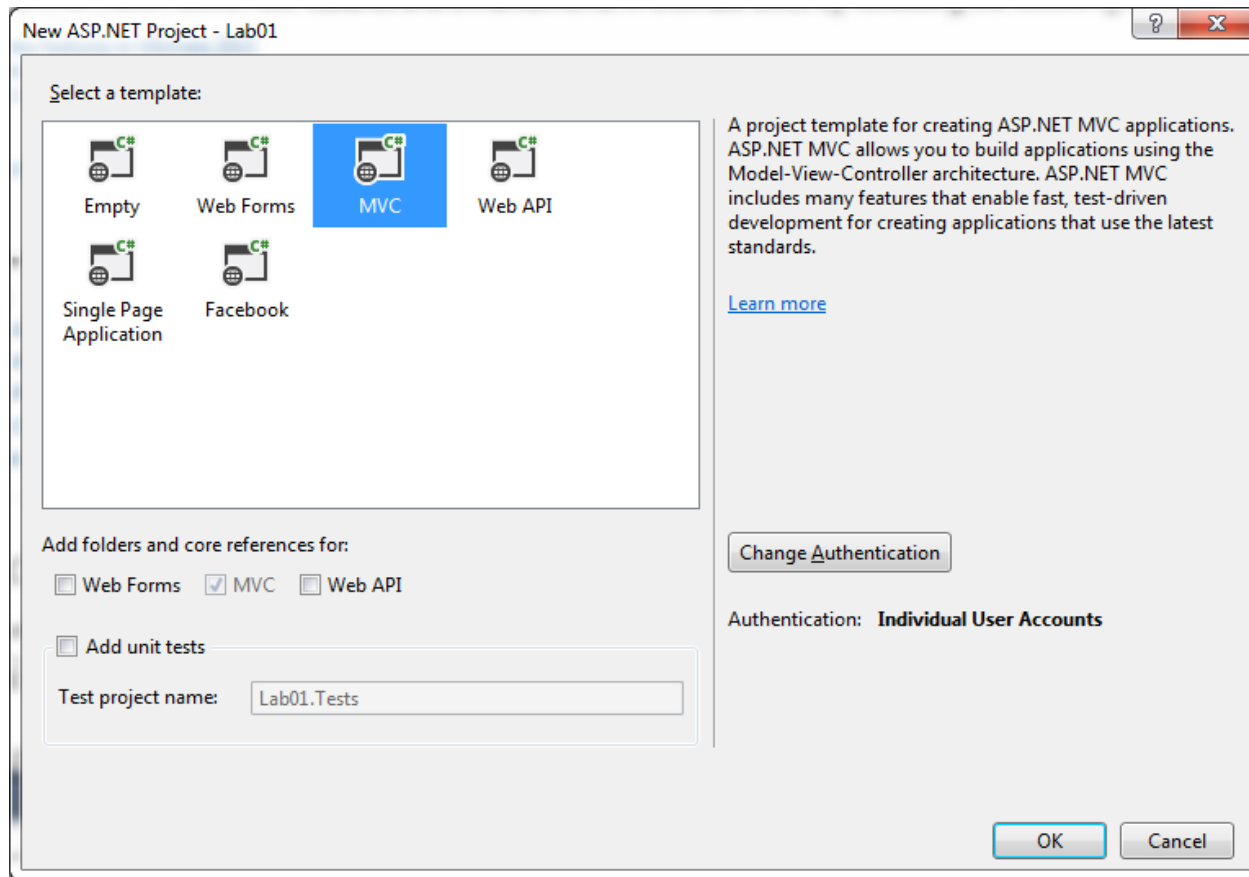 New ASP.NET Project - Lab01
?
X
Select a template:
C#
Empty
C#
Web Forms
C#
MVC
C#
Web API
C#
Single Page
Application
C#
Facebook
A project template for creating ASP.NET MVC applications.
ASP.NET MVC allows you to build applications using the
Model-View-Controller architecture. ASP.NET MVC
includes many features that enable fast, test-driven
development for creating applications that use the latest
standards.
Learn more
Add folders and core references for:
Web Forms
MVC
Web API
Add unit tests
Test project name:
Lab01.Tests
Change Authentication
Authentication: Individual User Accounts
OK
Cancel